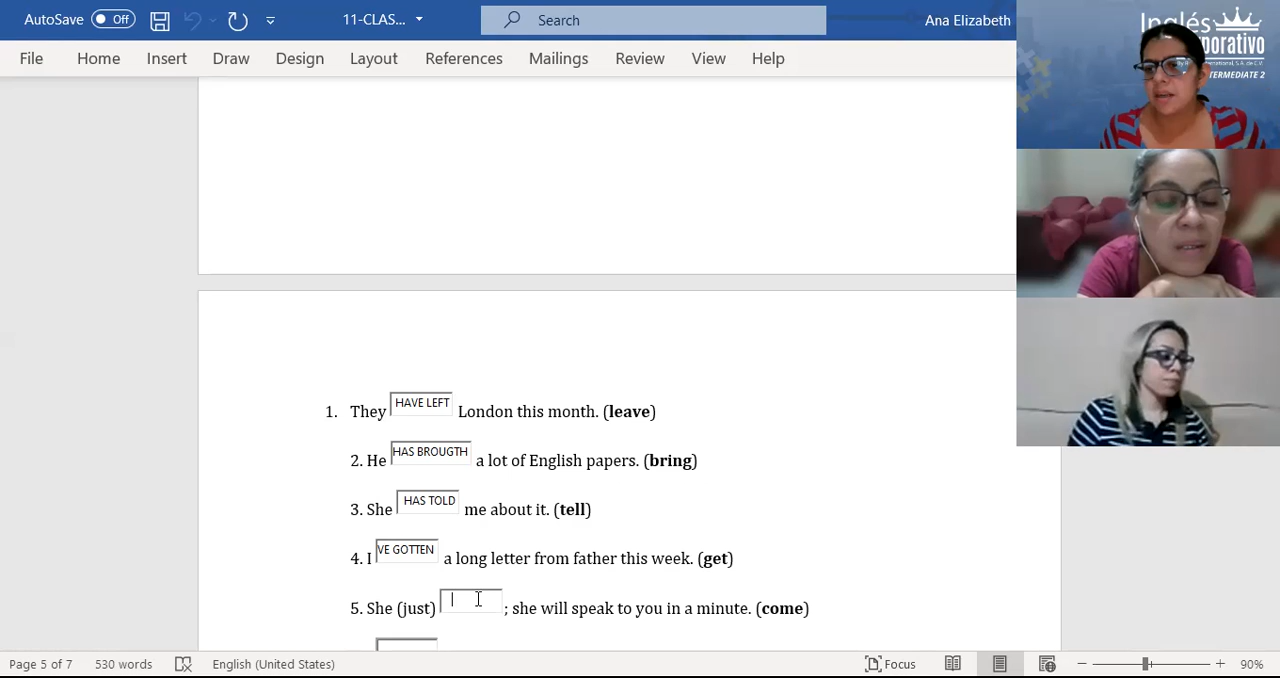 AutoSave Off 11-CLAS... Search Ana Elizabeth
File Home Insert Draw Design Layout References Mailings Review View Help
Inglés
INTERMEDIATE 2
1. They HAVE LEFT London this month. (leave)
2. He HAS BROUGTH a lot of English papers. (bring)
3. She HAS TOLD me about it. (tell)
4. I VE GOTTEN a long letter from father this week. (get)
5. She (just) ; she will speak to you in a minute. (come)
Page 5 of 7 530 words English (United States) Focus 90%